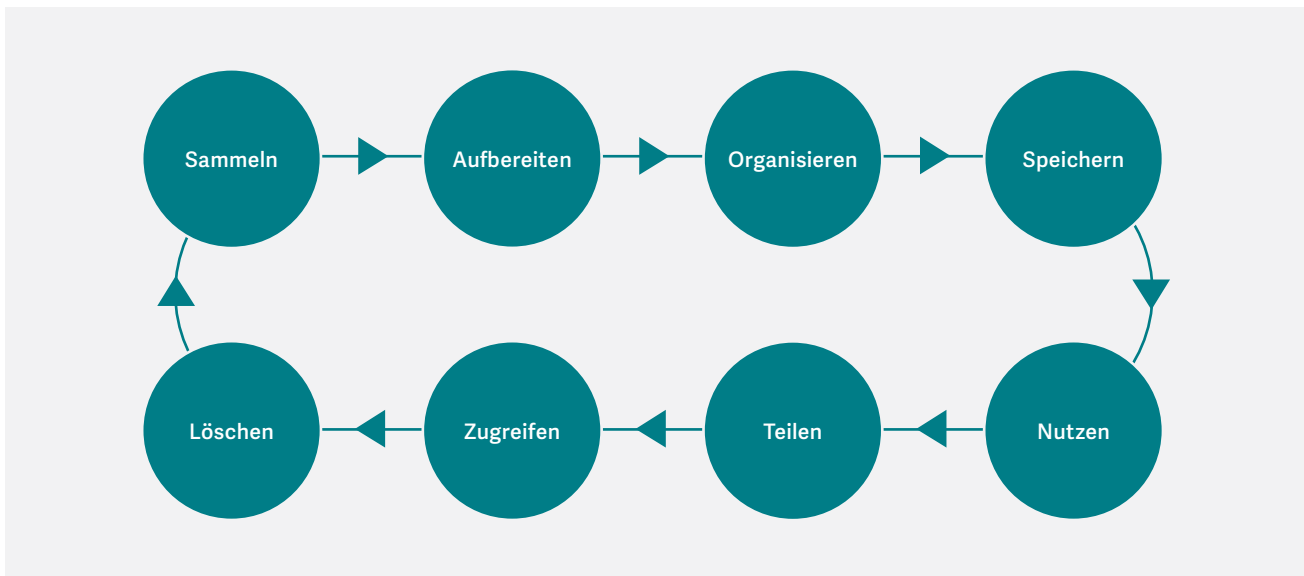 Sammeln
Aufbereiten
Organisieren
Speichern
Nutzen
Teilen
Zugreifen
Löschen